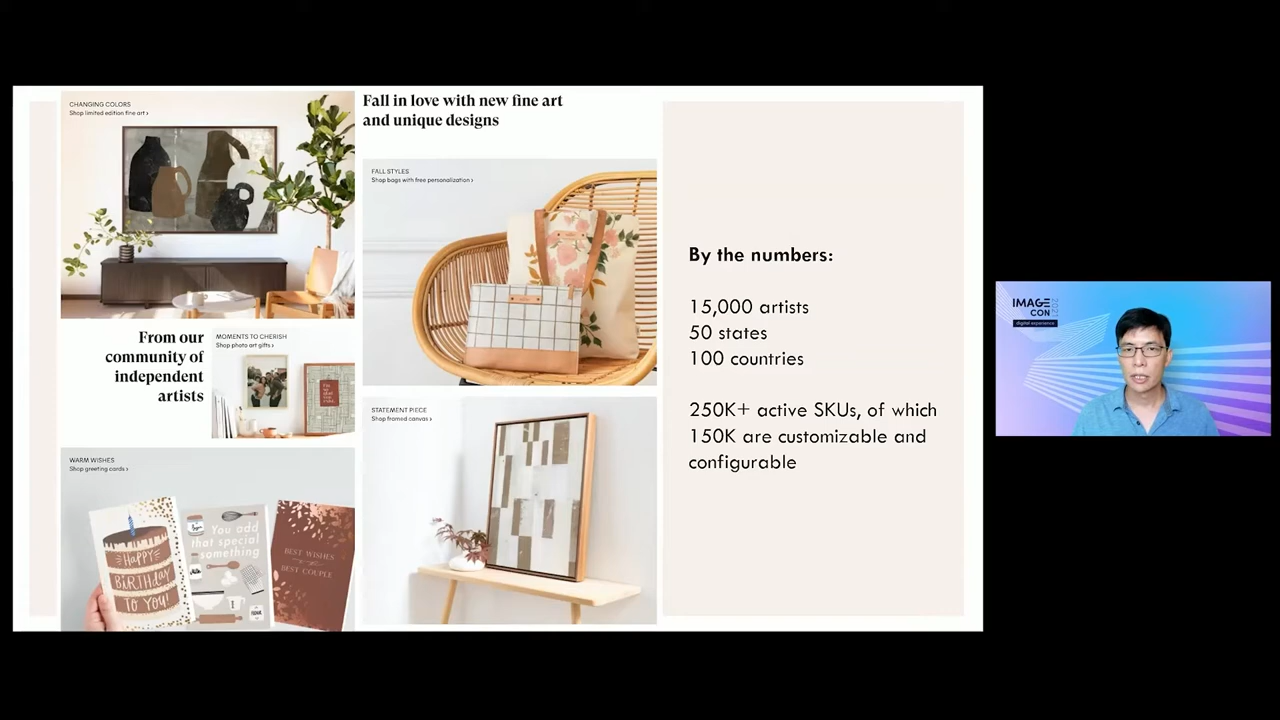 CHANGING COLORS
Shop limited edition fine art ›
From our
community of
independent
artists
MOMENTS TO CHERISH
Shop photo art gifts ›
WARM WISHES
Shop greeting cards ›
HAPPY
BIRTHDAY
TO YOU!
You add
that special
something
BEST WISHES
BEST COUPLE
Fall in love with new fine art
and unique designs
FALL STYLES
Shop bags with free personalization ›
STATEMENT PIECE
Shop framed canvas ›
By the numbers:
15,000 artists
50 states
100 countries
250K+ active SKUs, of which
150K are customizable and
configurable
IMAGE
CON
2021
digital experience